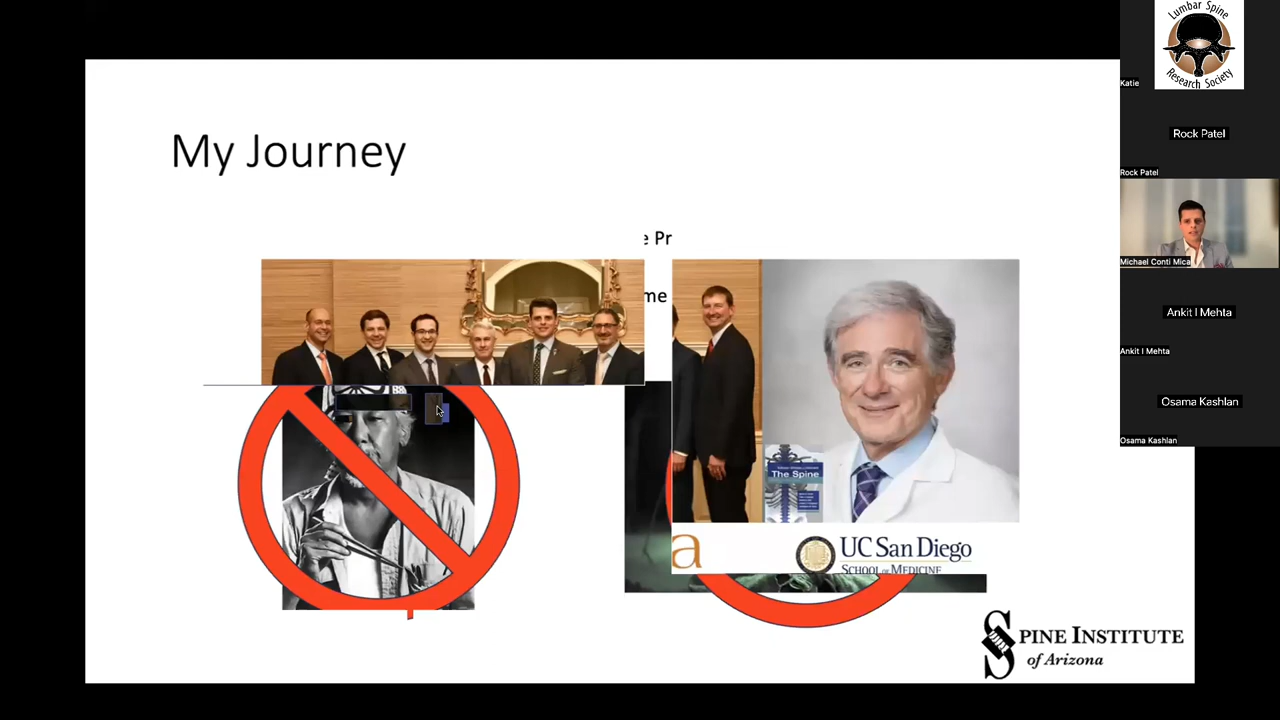 My Journey
e Pr
me
The Spine
a
UC San Diego
SCHOOL OF MEDICINE
SPINE INSTITUTE
of Arizona
Lumbar Spine
Research Society
Katie
Rock Patel
Rock Patel
Michael Conti Mica
Ankit I Mehta
Ankit I Mehta
Osama Kashlan
Osama Kashlan